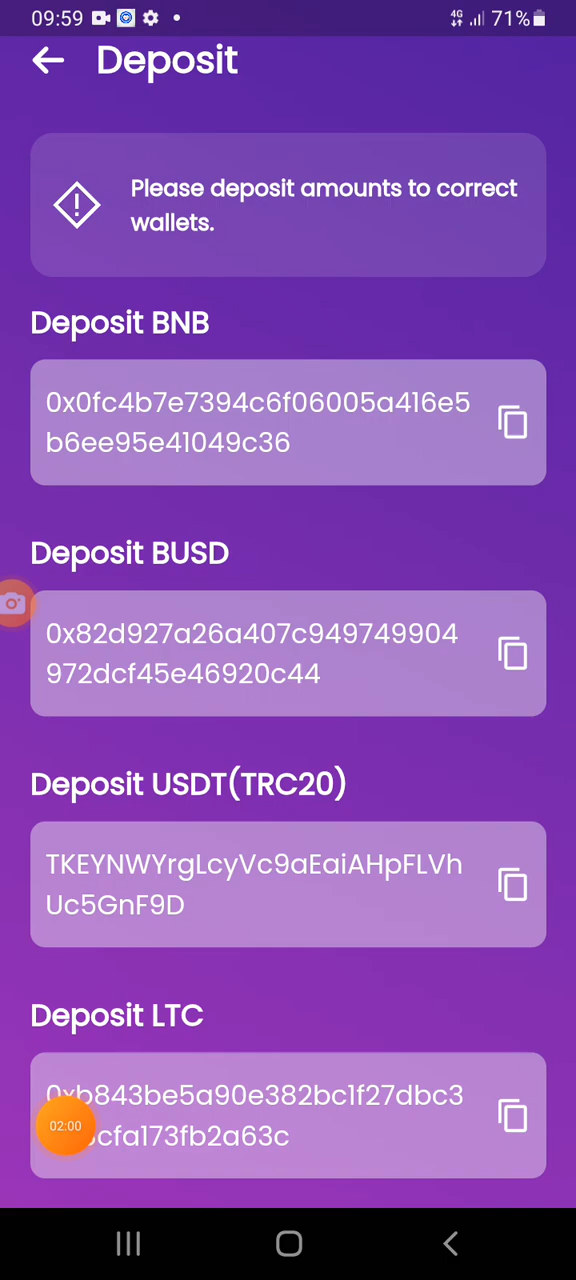 09:59
4G
71%
Deposit
Please deposit amounts to correct
wallets.
Deposit BNB
0x0fc4b7e7394c6f06005a416e5
b6ee95e41049c36
Deposit BUSD
0x82d927a26a407c949749904
972dcf45e46920c44
Deposit USDT(TRC20)
TKEYNWYrgLcyVc9aEaiAHpFLVh
Uc5GnF9D
Deposit LTC
0xb843be5a90e382bc1f27dbc3
cfa173fb2a63c
02:00